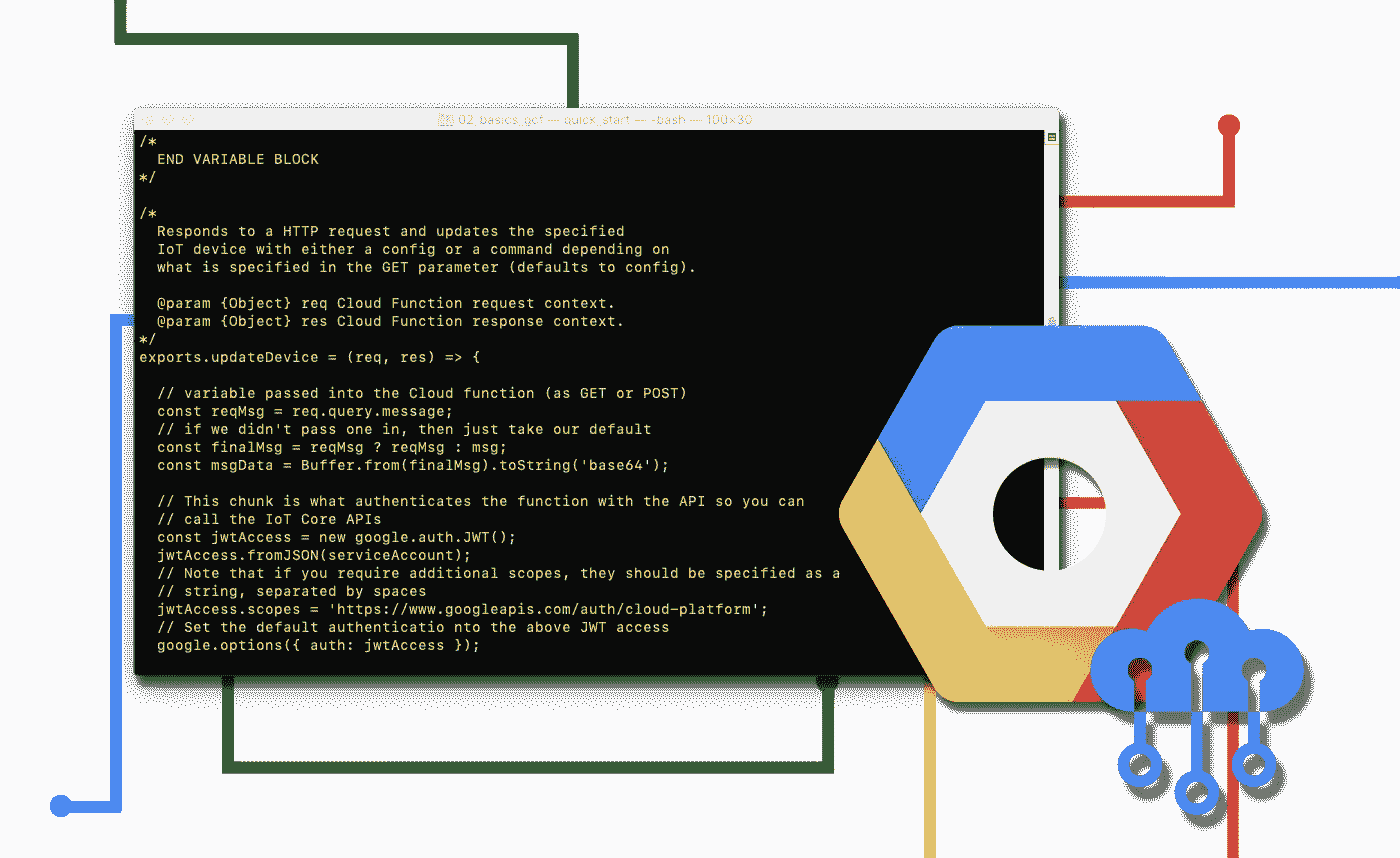 02_basics_gcf — quick_start — -bash — 100×30
/*
END VARIABLE BLOCK
*/
/*
Responds to a HTTP request and updates the specified
IoT device with either a config or a command depending on
what is specified in the GET parameter (defaults to config).
@param {Object} req Cloud Function request context.
@param {Object} res Cloud Function response context.
*/
exports.updateDevice = (req, res) => {
// variable passed into the Cloud function (as GET or POST)
const reqMsg = req.query.message;
// if we didn't pass one in, then just take our default
const finalMsg = reqMsg ? reqMsg : msg;
const msgData = Buffer.from(finalMsg).toString('base64');
// This chunk is what authenticates the function with the API so you can
// call the IoT Core APIs
const jwtAccess = new google.auth.JWT();
jwtAccess.fromJSON(serviceAccount);
// Note that if you require additional scopes, they should be specified as a
// string, separated by spaces
jwtAccess.scopes = 'https://www.googleapis.com/auth/cloud-platform';
// Set the default authenticatio nto the above JWT access
google.options({ auth: jwtAccess });